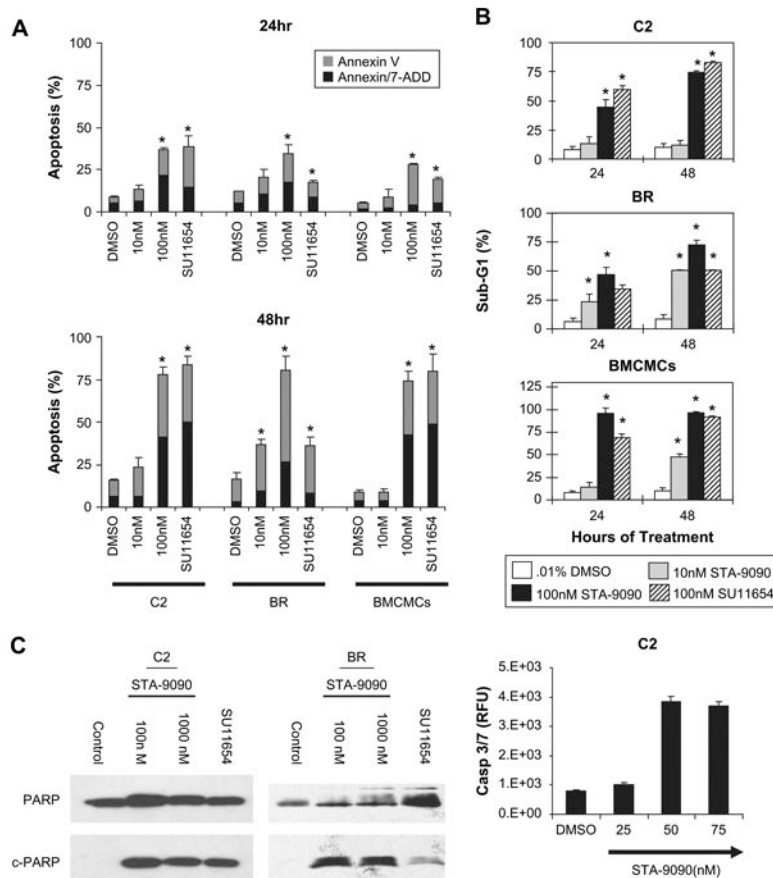 A
24hr
Annexin V
Annexin/7-ADD
Apoptosis (%)
100
75
50
25
0
DMSO
10nM
100nM
SU11654
DMSO
10nM
100nM
SU11654
DMSO
10nM
100nM
SU11654
* * * * * *
48hr
Apoptosis (%)
100
75
50
25
0
* * * * * * *
DMSO
10nM
100nM
SU11654
DMSO
10nM
100nM
SU11654
DMSO
10nM
100nM
SU11654
C2 BR BMCMCs
B
C2
100
75
50
25
0
* * * *
24 48
BR
Sub-G1 (%)
100
75
50
25
0
* * * * *
24 48
BMCMCs
125
100
75
50
25
0
* * * * *
24 48
Hours of Treatment
.01% DMSO 10nM STA-9090
100nM STA-9090 100nM SU11654
C
C2
STA-9090
Control
100n M
1000 nM
SU11654
BR
STA-9090
Control
100 nM
1000 nM
SU11654
PARP
c-PARP
C2
Casp 3/7 (RFU)
5.E+03
4.E+03
3.E+03
2.E+03
1.E+03
0.E+00
DMSO 25 50 75
STA-9090(nM)